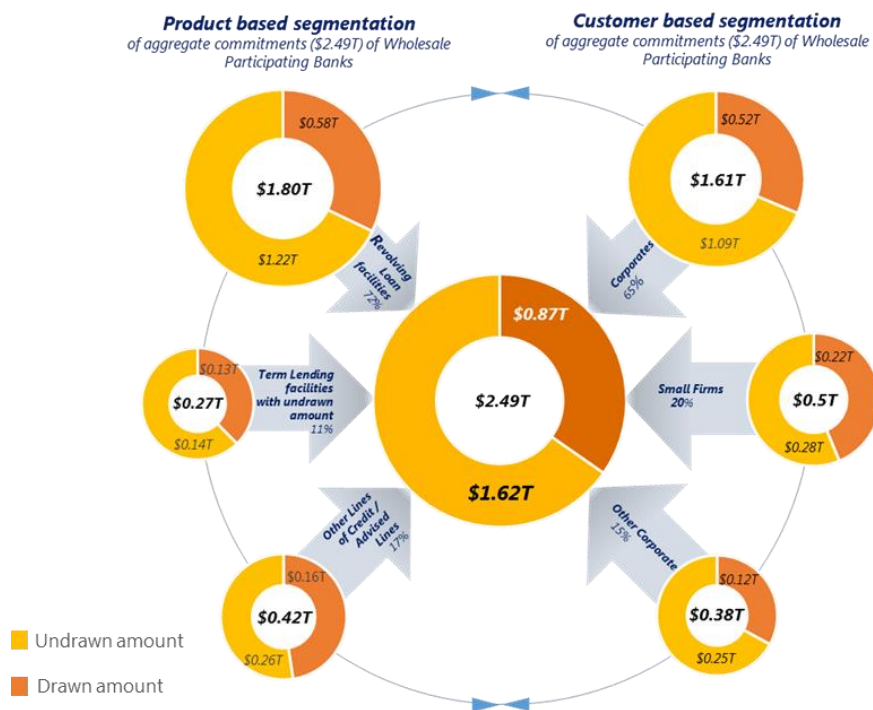 Product based segmentation
of aggregate commitments ($2.49T) of Wholesale
Participating Banks
Customer based segmentation
of aggregate commitments ($2.49T) of Wholesale
Participating Banks
$0.58T
$1.80T
$1.22T
Revolving
Loan
facilities
72%
$0.52T
$1.61T
$1.09T
Corporates
65%
$0.13T
$0.27T
$0.14T
Term Lending
facilities
with undrawn
amount
11%
$0.87T
$2.49T
$1.62T
Small Firms
20%
$0.22T
$0.5T
$0.28T
Other Lines
of Credit /
Advised
Lines
17%
$0.16T
$0.42T
$0.26T
Other Corporate
15%
$0.12T
$0.38T
$0.25T
Undrawn amount
Drawn amount